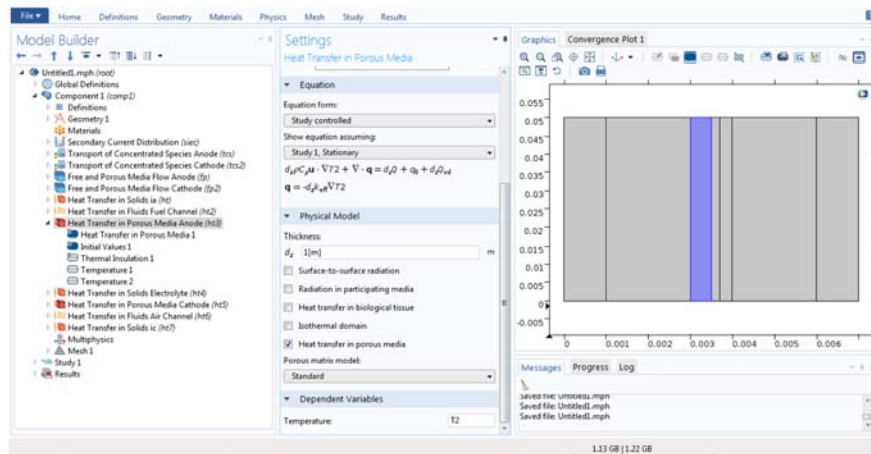 File Home Definitions Geometry Materials Physics Mesh Study Results
Model Builder
Untitled1.mph (root)
Global Definitions
Component 1 (comp1)
Definitions
Geometry 1
Materials
Secondary Current Distribution (siec)
Transport of Concentrated Species Anode (tcs)
Transport of Concentrated Species Cathode (tcs2)
Free and Porous Media Flow Anode (fp)
Free and Porous Media Flow Cathode (fp2)
Heat Transfer in Solids ia (ht)
Heat Transfer in Fluids Fuel Channel (ht2)
Heat Transfer in Porous Media Anode (ht3)
Heat Transfer in Porous Media 1
Initial Values 1
Thermal Insulation 1
Temperature 1
Temperature 2
Heat Transfer in Solids Electrolyte (ht4)
Heat Transfer in Porous Media Cathode (ht5)
Heat Transfer in Fluids Air Channel (ht6)
Heat Transfer in Solids ic (ht7)
Multiphysics
Mesh 1
Study 1
Results
Settings
Heat Transfer in Porous Media
Equation
Equation form:
Study controlled
Show equation assuming:
Study 1, Stationary
d_zρC_p u · ∇T2 + ∇ · q = d_zQ + q_0 + d_zQ_vd
q = -d_zk_eff∇T2
Physical Model
Thickness:
d_z 1[m] m
Surface-to-surface radiation
Radiation in participating media
Heat transfer in biological tissue
Isothermal domain
Heat transfer in porous media
Porous matrix model:
Standard
Dependent Variables
Temperature: T2
Graphics Convergence Plot 1
0.055
0.05
0.045
0.04
0.035
0.03
0.025
0.02
0.015
0.01
0.005
0
-0.005
0 0.001 0.002 0.003 0.004 0.005 0.006
Messages Progress Log
Saved file: Untitled1.mph
Saved file: Untitled1.mph
Saved file: Untitled1.mph
1.13 GB | 1.22 GB